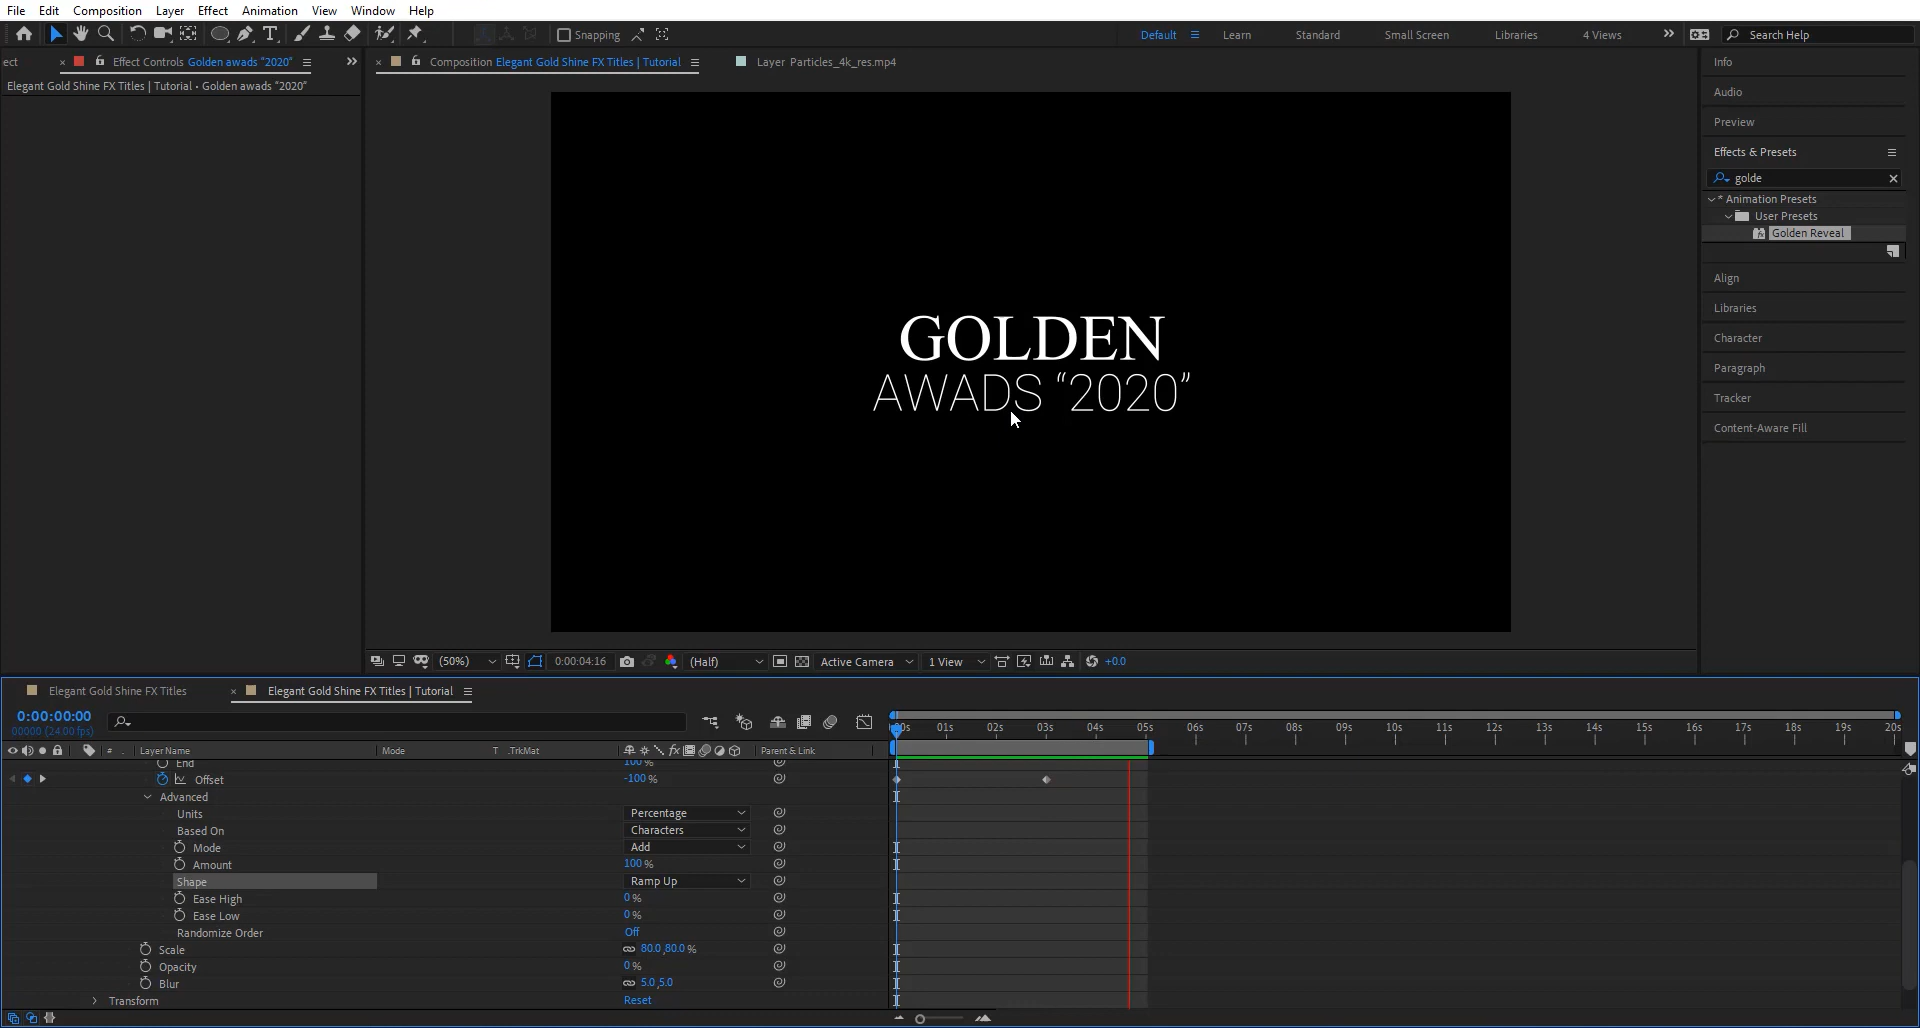 File Edit Composition Layer Effect Animation View Window Help
Snapping
Default Learn Standard Small Screen Libraries 4 Views Search Help
ect Effect Controls Golden awads “2020” Composition Elegant Gold Shine FX Titles | Tutorial Layer Particles_4k_res.mp4
Elegant Gold Shine FX Titles | Tutorial • Golden awads “2020”
Info
Audio
Preview
Effects & Presets
golde
* Animation Presets
User Presets
Golden Reveal
Align
Libraries
Character
Paragraph
Tracker
Content-Aware Fill
GOLDEN
AWADS “2020”
(50%) 0:00:04:16 (Half) Active Camera 1 View +0.0
Elegant Gold Shine FX Titles Elegant Gold Shine FX Titles | Tutorial
0:00:00:00
00000 (24.00 fps)
00s 01s 02s 03s 04s 05s 06s 07s 08s 09s 10s 11s 12s 13s 14s 15s 16s 17s 18s 19s 20s
# Layer Name Mode T .TrkMat Parent & Link
End 100 %
Offset -100 %
Advanced
Units Percentage
Based On Characters
Mode Add
Amount 100 %
Shape Ramp Up
Ease High 0 %
Ease Low 0 %
Randomize Order Off
Scale 80.0,80.0 %
Opacity 0 %
Blur 5.0,5.0
Transform Reset